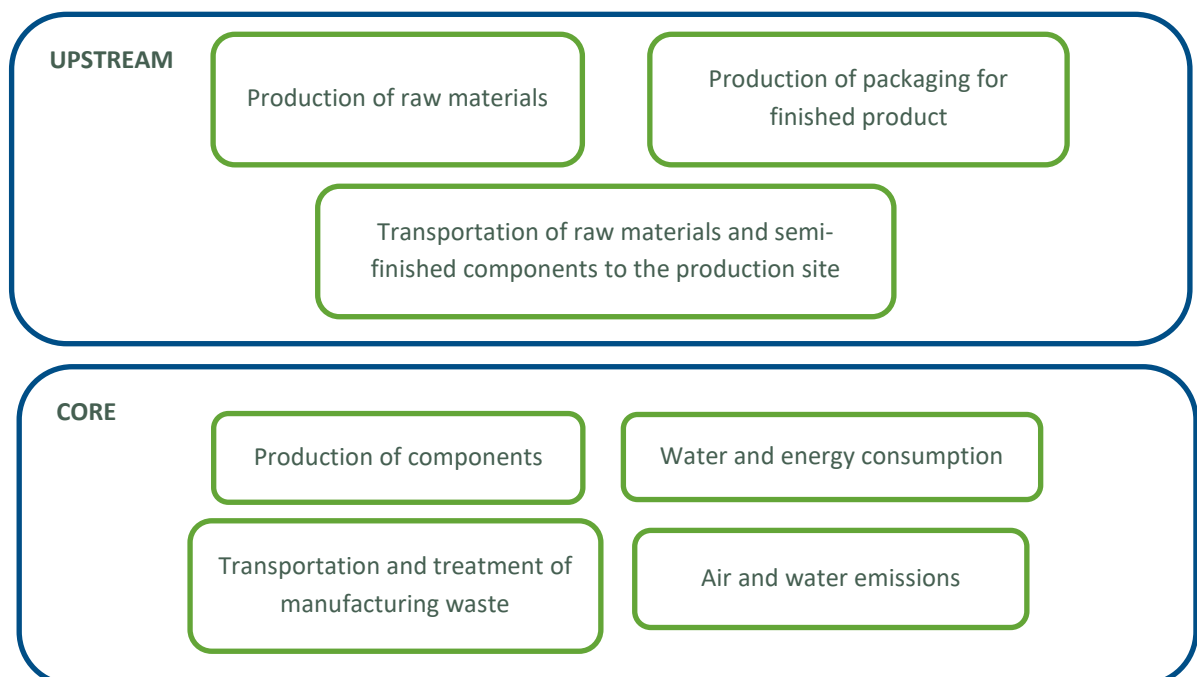 UPSTREAM
Production of raw materials
Production of packaging for
finished product
Transportation of raw materials and semi-
finished components to the production site
CORE
Production of components
Water and energy consumption
Transportation and treatment of
manufacturing waste
Air and water emissions